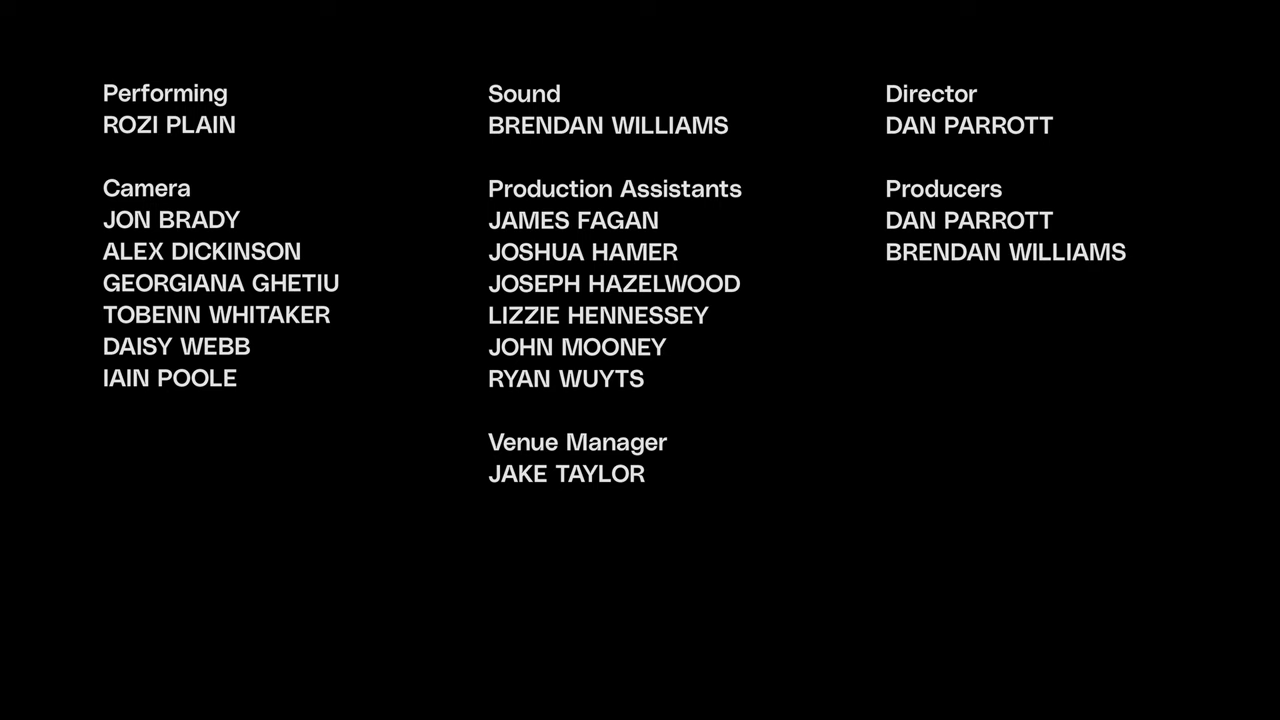 Performing
ROZI PLAIN
Camera
JON BRADY
ALEX DICKINSON
GEORGIANA GHETIU
TOBENN WHITAKER
DAISY WEBB
IAIN POOLE
Sound
BRENDAN WILLIAMS
Production Assistants
JAMES FAGAN
JOSHUA HAMER
JOSEPH HAZELWOOD
LIZZIE HENNESSEY
JOHN MOONEY
RYAN WUYTS
Venue Manager
JAKE TAYLOR
Director
DAN PARROTT
Producers
DAN PARROTT
BRENDAN WILLIAMS